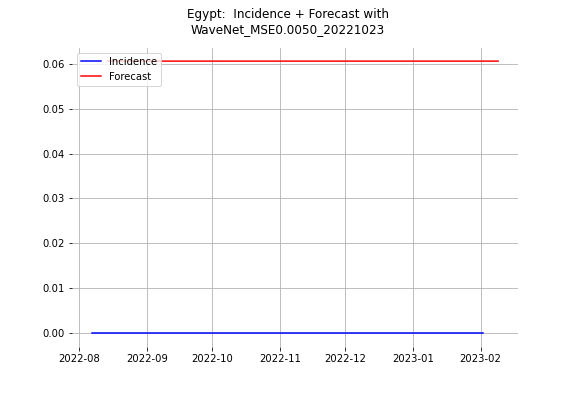 Egypt:  Incidence + Forecast with
WaveNet_MSE0.0050_20221023
Incidence
Forecast
0.06
0.05
0.04
0.03
0.02
0.01
0.00
2022-08 2022-09 2022-10 2022-11 2022-12 2023-01 2023-02